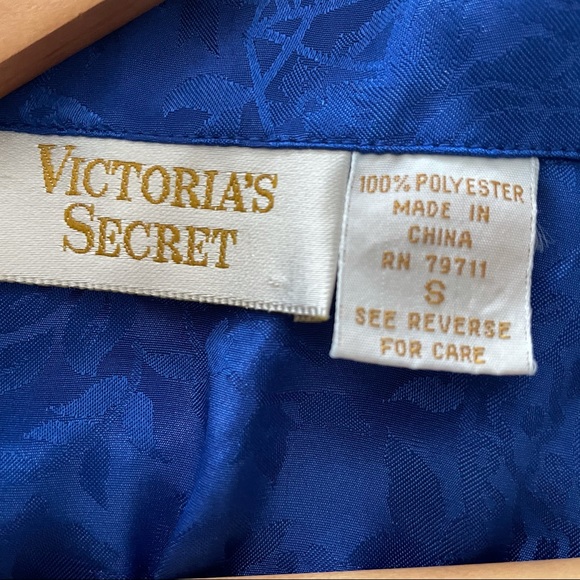 VICTORIA'S
SECRET
100% POLYESTER
MADE IN
CHINA
RN 79711
S
SEE REVERSE
FOR CARE